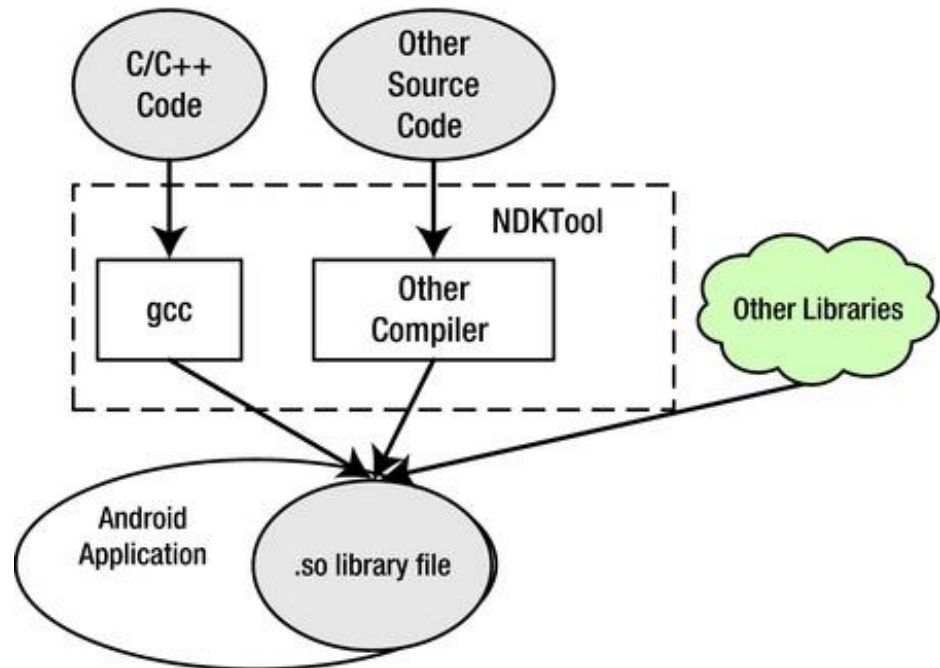 C/C++
Code
Other
Source
Code
NDKTool
gcc
Other
Compiler
Other Libraries
Android
Application
.so library file